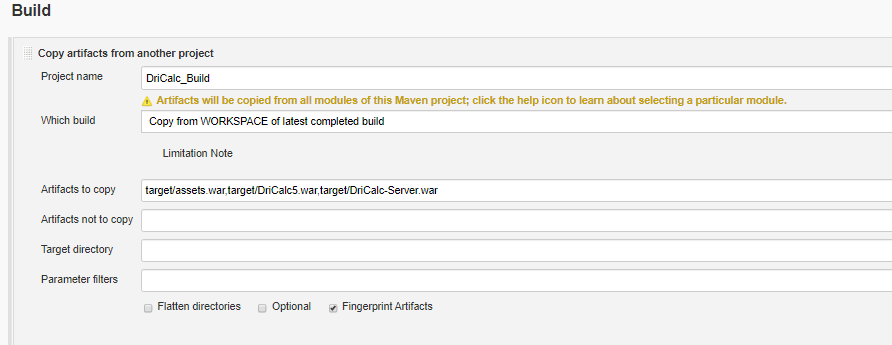 Build
Copy artifacts from another project
Project name DriCalc_Build
Artifacts will be copied from all modules of this Maven project; click the help icon to learn about selecting a particular module.
Which build Copy from WORKSPACE of latest completed build
Limitation Note
Artifacts to copy target/assets.war,target/DriCalc5.war,target/DriCalc-Server.war
Artifacts not to copy
Target directory
Parameter filters
Flatten directories Optional Fingerprint Artifacts